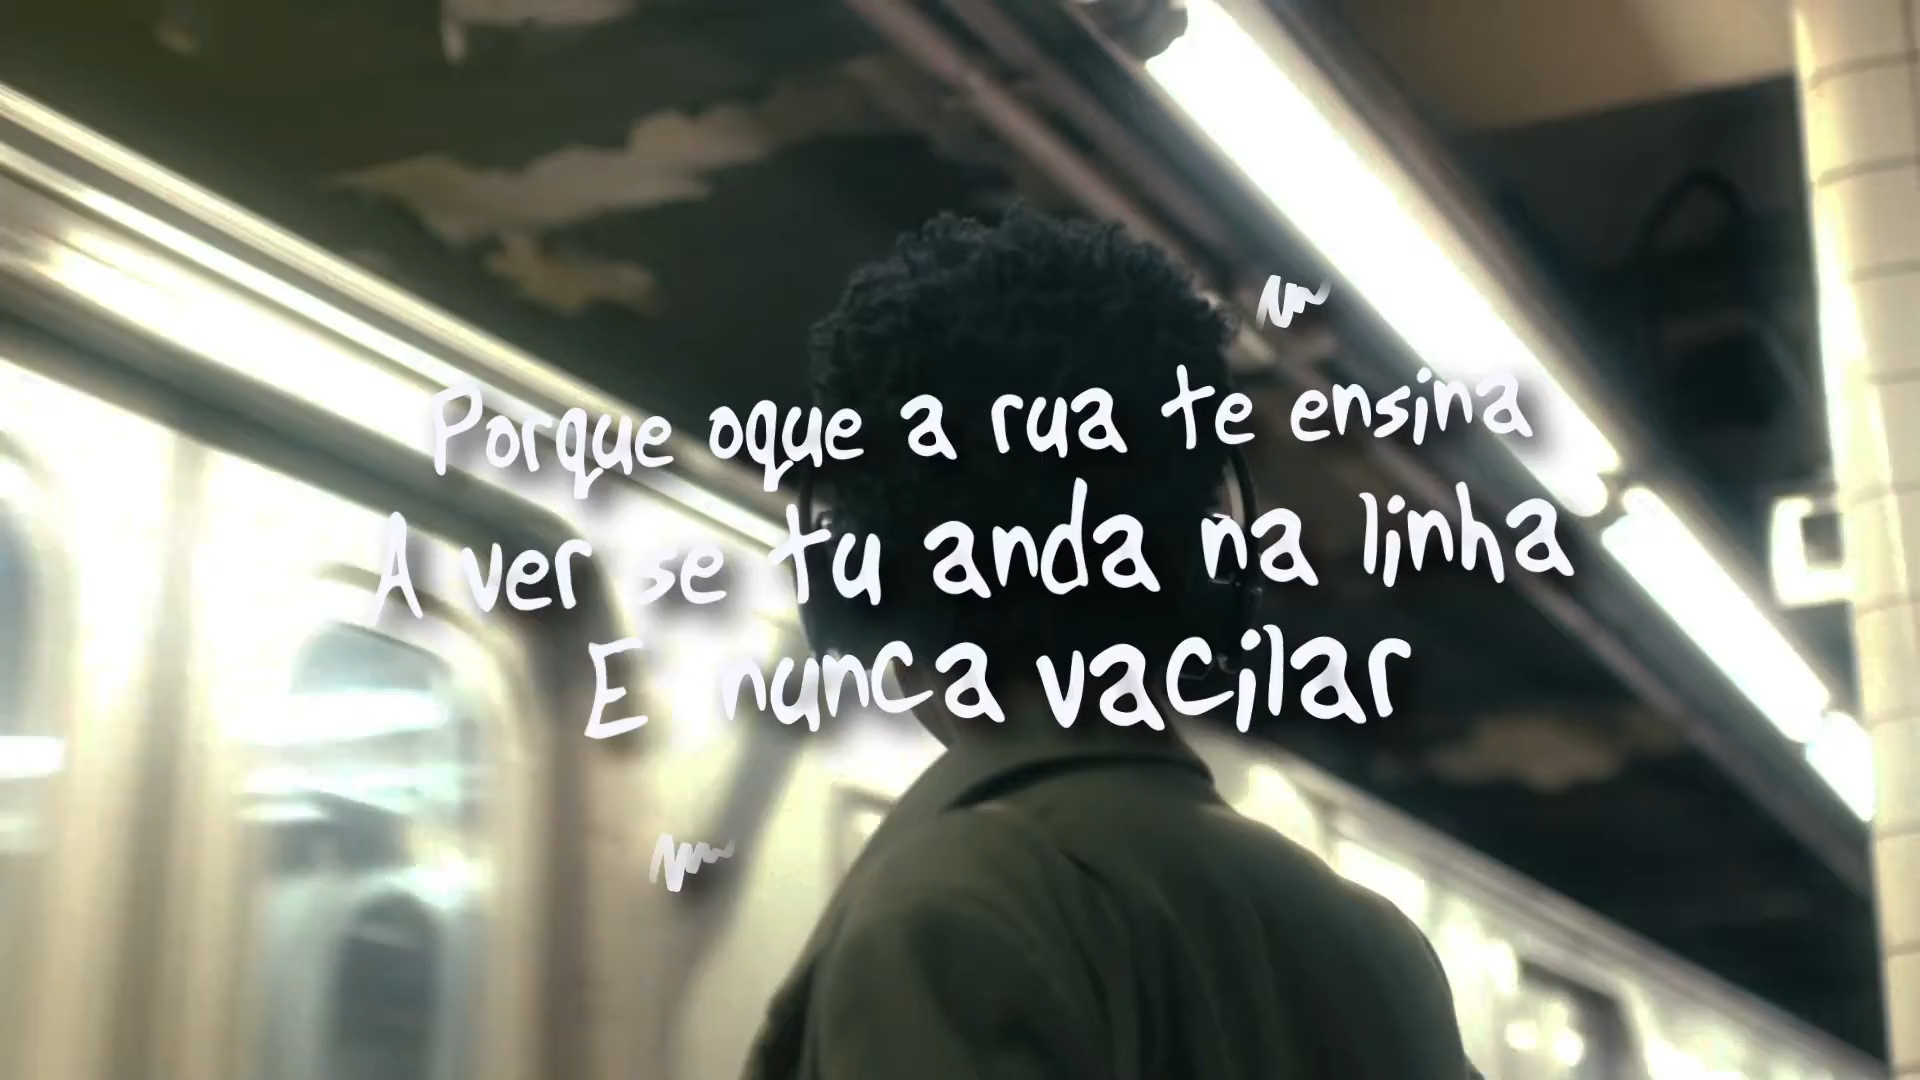 Porque oque a rua te ensina
A ver se tu anda na linha
E nunca vacilar